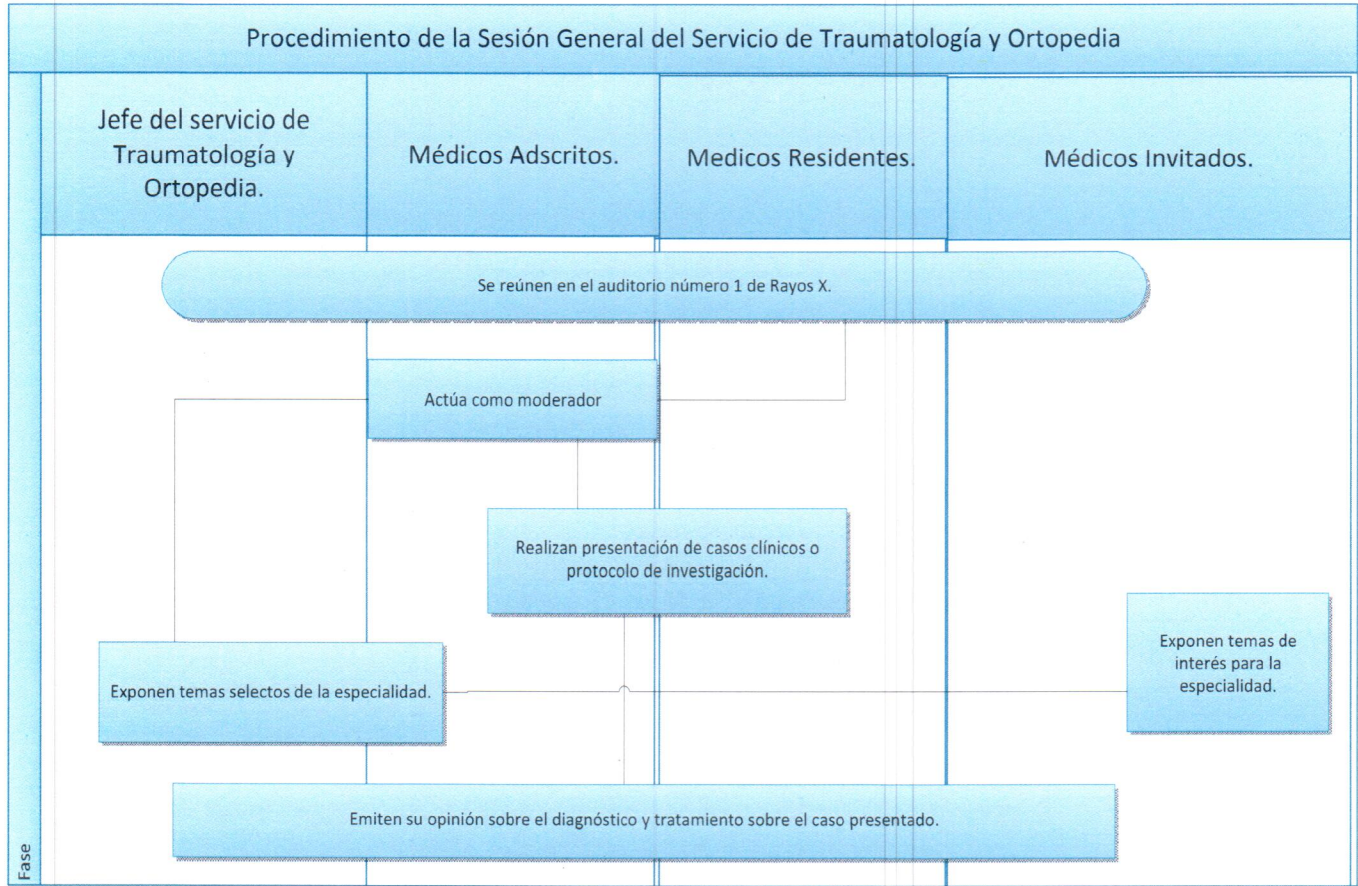 Procedimiento de la Sesión General del Servicio de Traumatología y Ortopedia
Jefe del servicio de
Traumatología y
Ortopedia.
Médicos Adscritos.
Medicos Residentes.
Médicos Invitados.
Se reúnen en el auditorio número 1 de Rayos X.
Actúa como moderador
Realizan presentación de casos clínicos o
protocolo de investigación.
Exponen temas de
interés para la
especialidad.
Exponen temas selectos de la especialidad.
Emiten su opinión sobre el diagnóstico y tratamiento sobre el caso presentado.
Fase